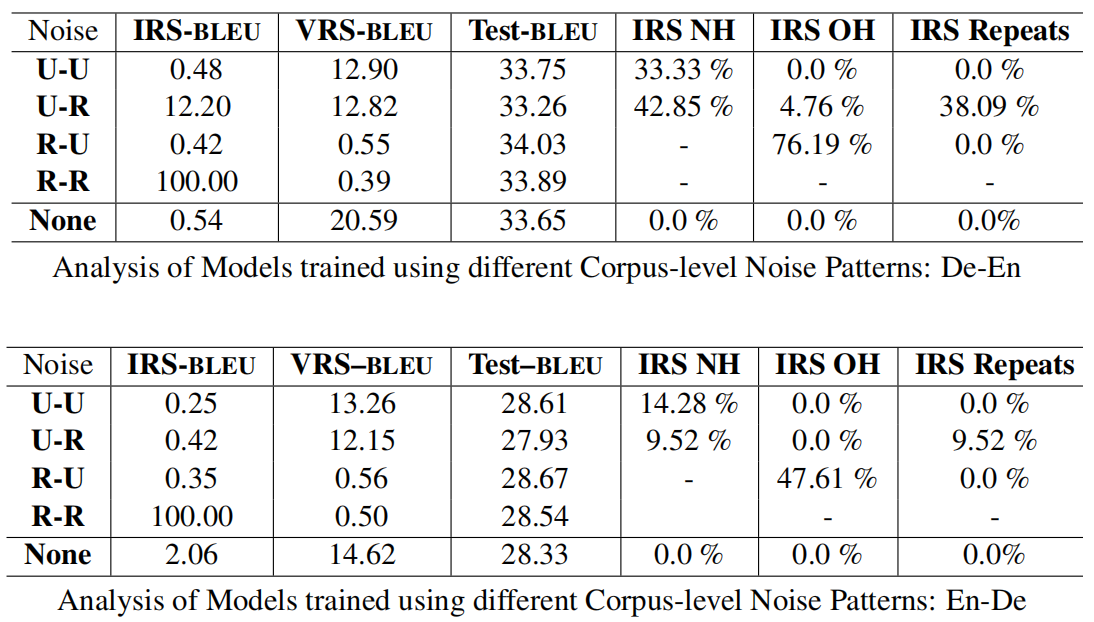 Noise IRS-BLEU VRS-BLEU Test-BLEU IRS NH IRS OH IRS Repeats
U-U 0.48 12.90 33.75 33.33 % 0.0 % 0.0 %
U-R 12.20 12.82 33.26 42.85 % 4.76 % 38.09 %
R-U 0.42 0.55 34.03 - 76.19 % 0.0 %
R-R 100.00 0.39 33.89 - - -
None 0.54 20.59 33.65 0.0 % 0.0 % 0.0%
Analysis of Models trained using different Corpus-level Noise Patterns: De-En
Noise IRS-BLEU VRS–BLEU Test–BLEU IRS NH IRS OH IRS Repeats
U-U 0.25 13.26 28.61 14.28 % 0.0 % 0.0 %
U-R 0.42 12.15 27.93 9.52 % 0.0 % 9.52 %
R-U 0.35 0.56 28.67 - 47.61 % 0.0 %
R-R 100.00 0.50 28.54 - -
None 2.06 14.62 28.33 0.0 % 0.0 % 0.0%
Analysis of Models trained using different Corpus-level Noise Patterns: En-De